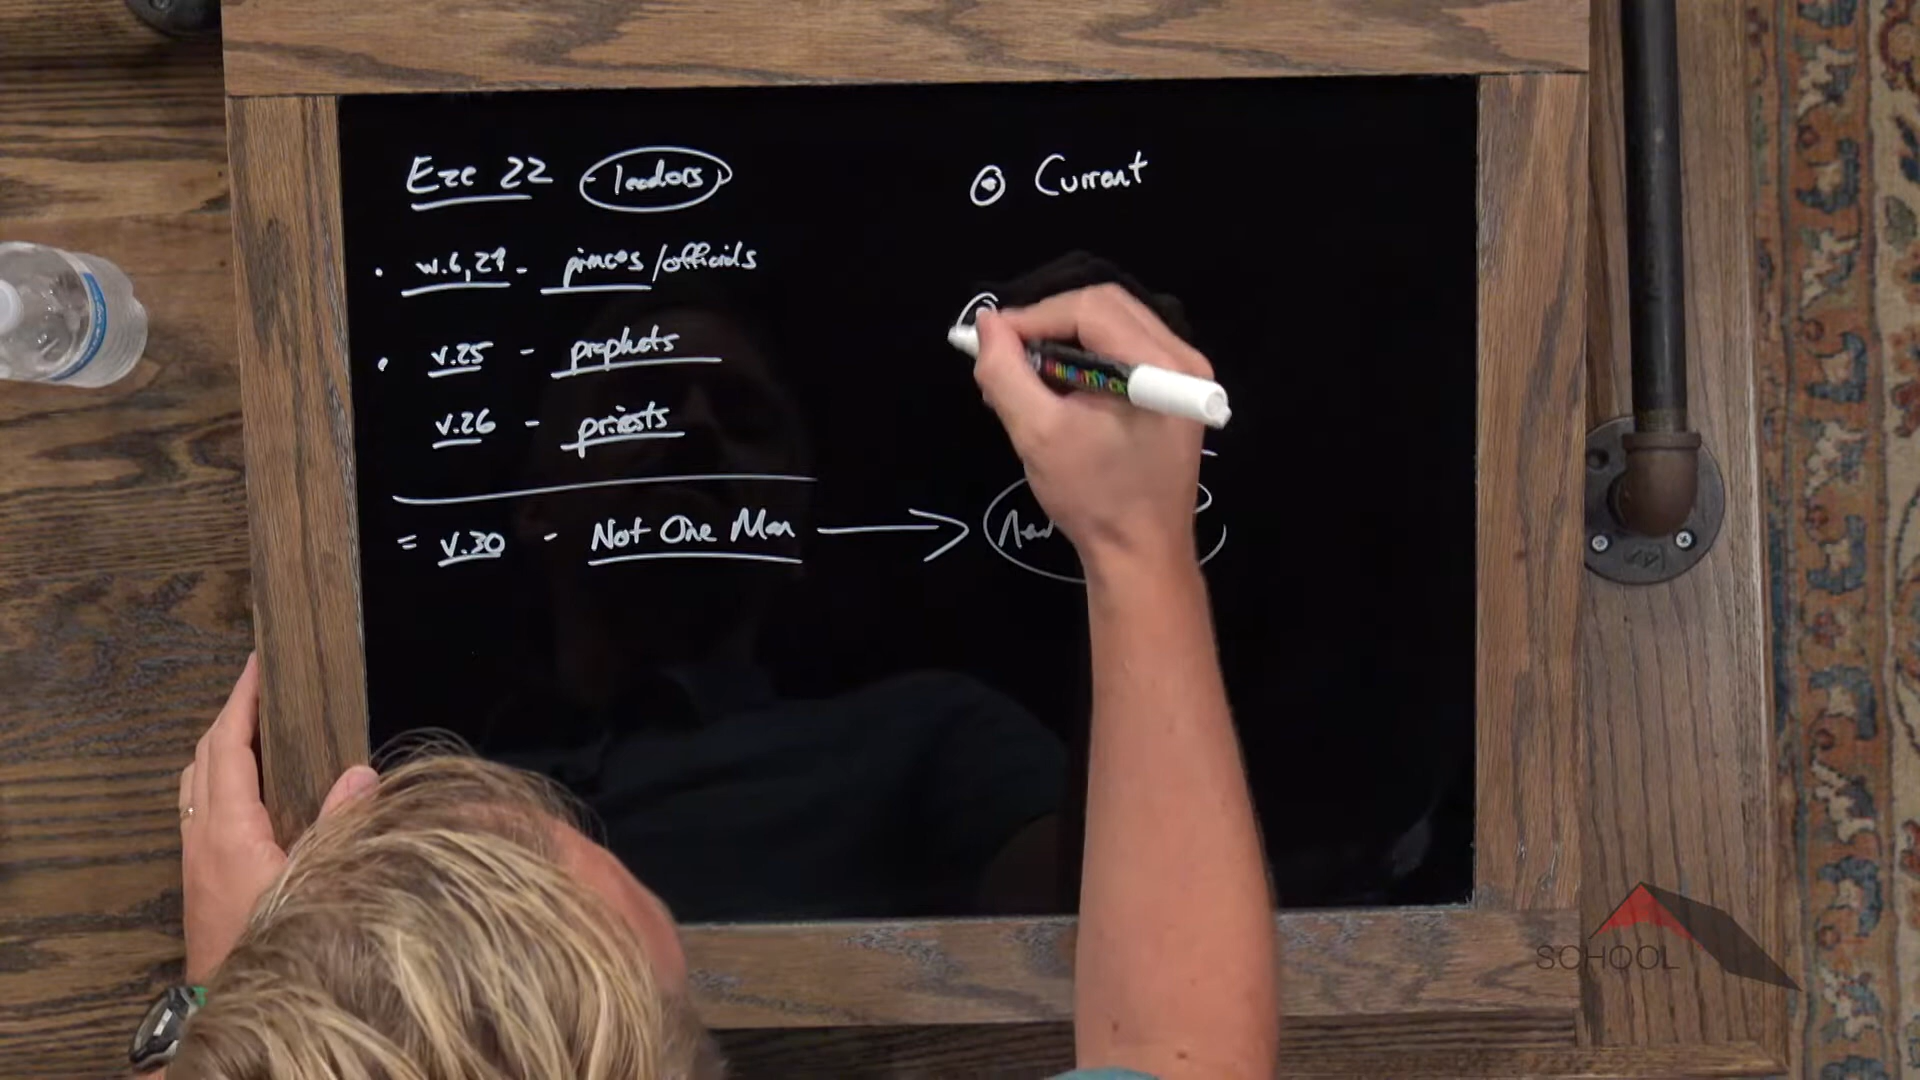 Eze 22 - leaders
• vv.6, 27 - princes/officials
• v.25 - prophets
v.26 - priests
= v.30 - Not One Man
Current
SCHOOL